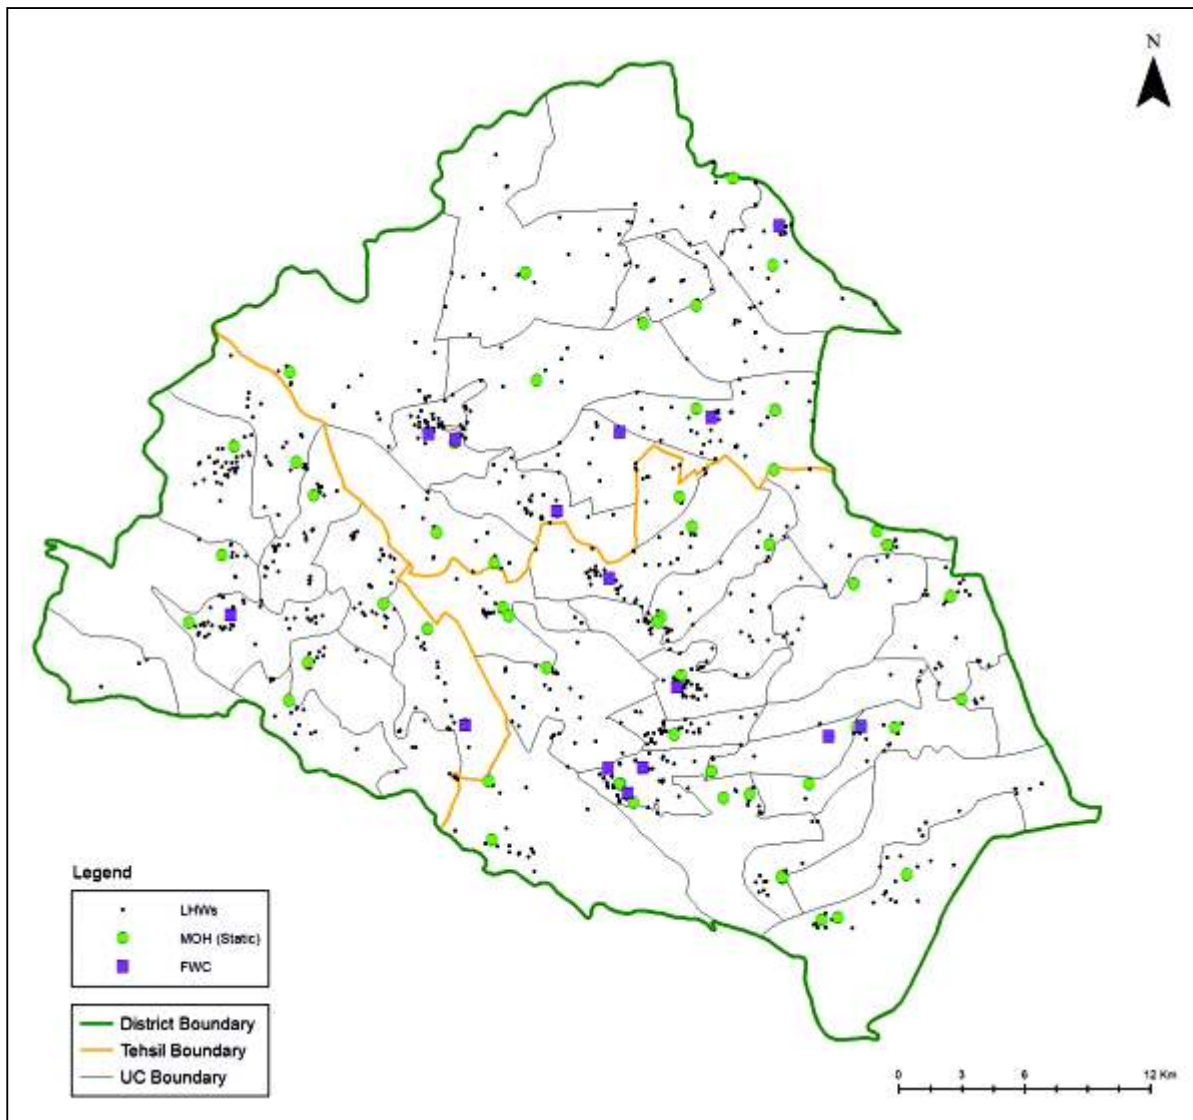 N
Legend
LHWs
MOH (Static)
FWC
District Boundary
Tehsil Boundary
UC Boundary
0 3 6 12 Km